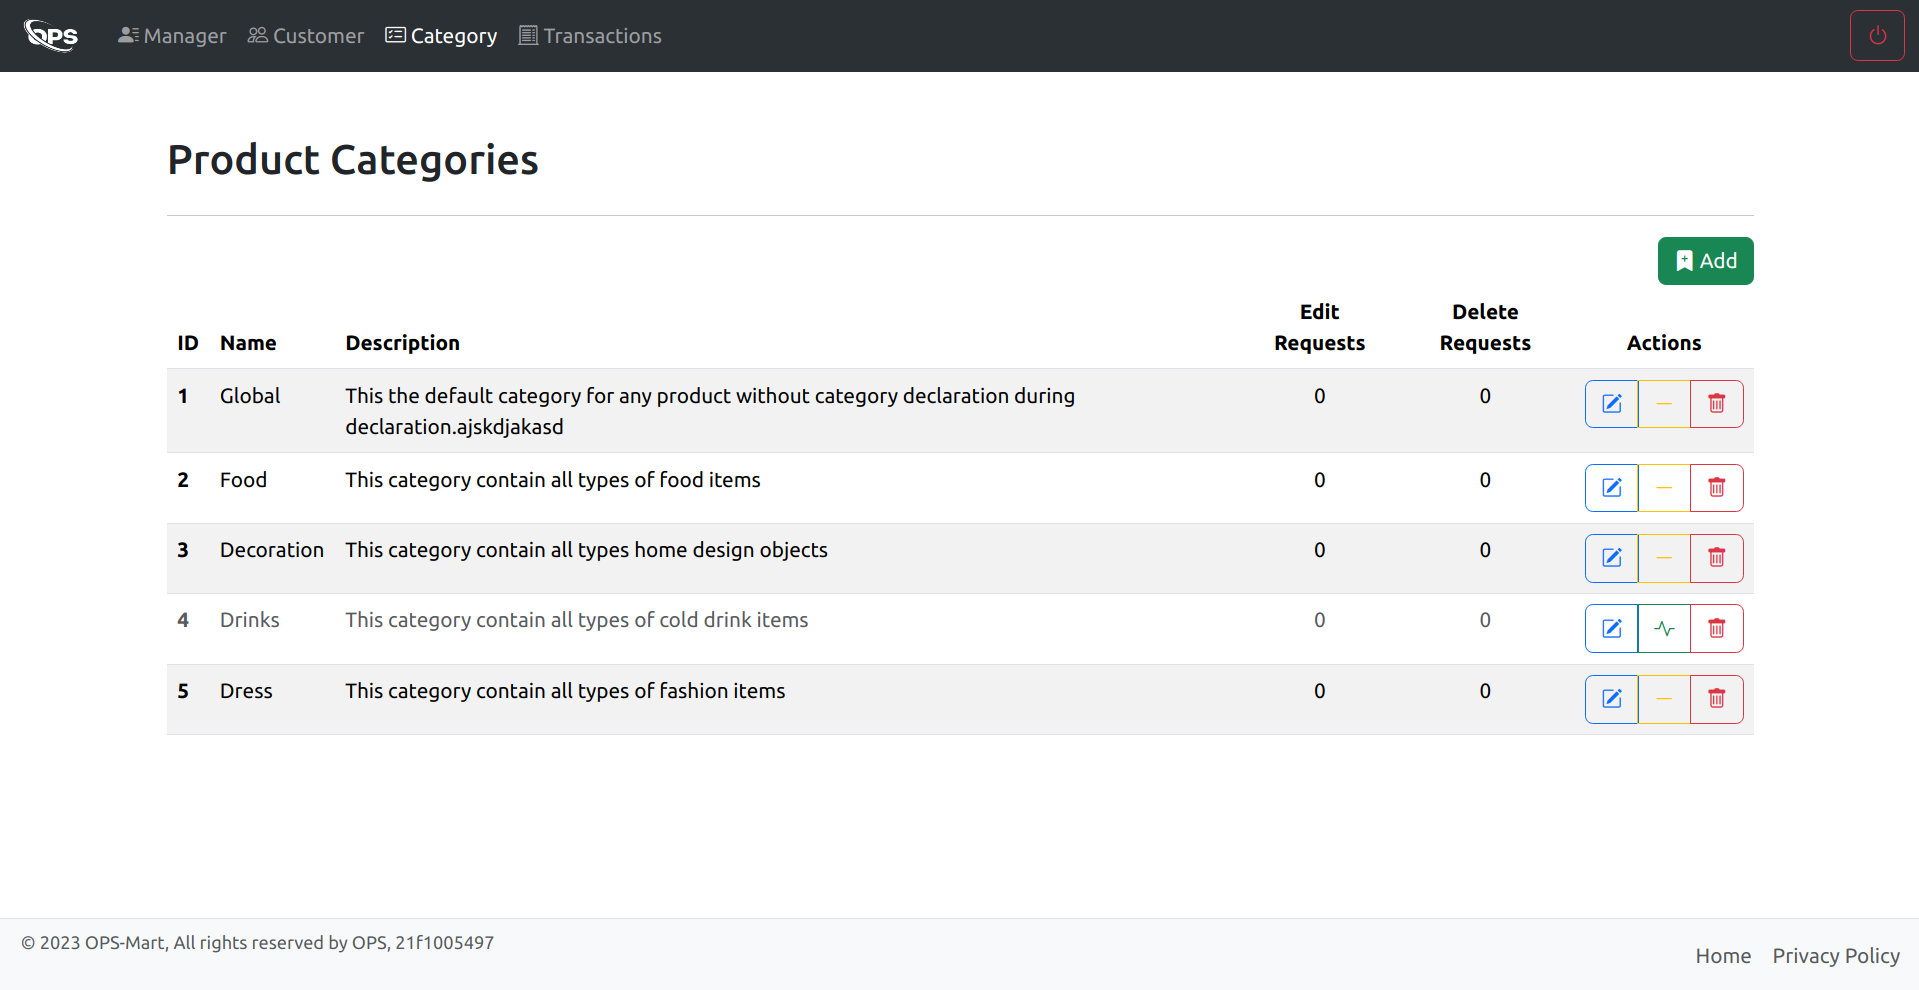 OPS Manager Customer Category Transactions
Product Categories
Add
ID Name Description Edit Requests Delete Requests Actions
1 Global This the default category for any product without category declaration during 0 0
declaration.ajskdjakasd
2 Food This category contain all types of food items 0 0
3 Decoration This category contain all types home design objects 0 0
4 Drinks This category contain all types of cold drink items 0 0
5 Dress This category contain all types of fashion items 0 0
© 2023 OPS-Mart, All rights reserved by OPS, 21f1005497
Home Privacy Policy